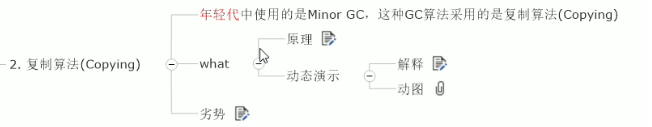 年轻代中使用的是Minor GC，这种GC算法采用的是复制算法(Copying)
原理
2. 复制算法(Copying)
what
解释
动态演示
动图
劣势